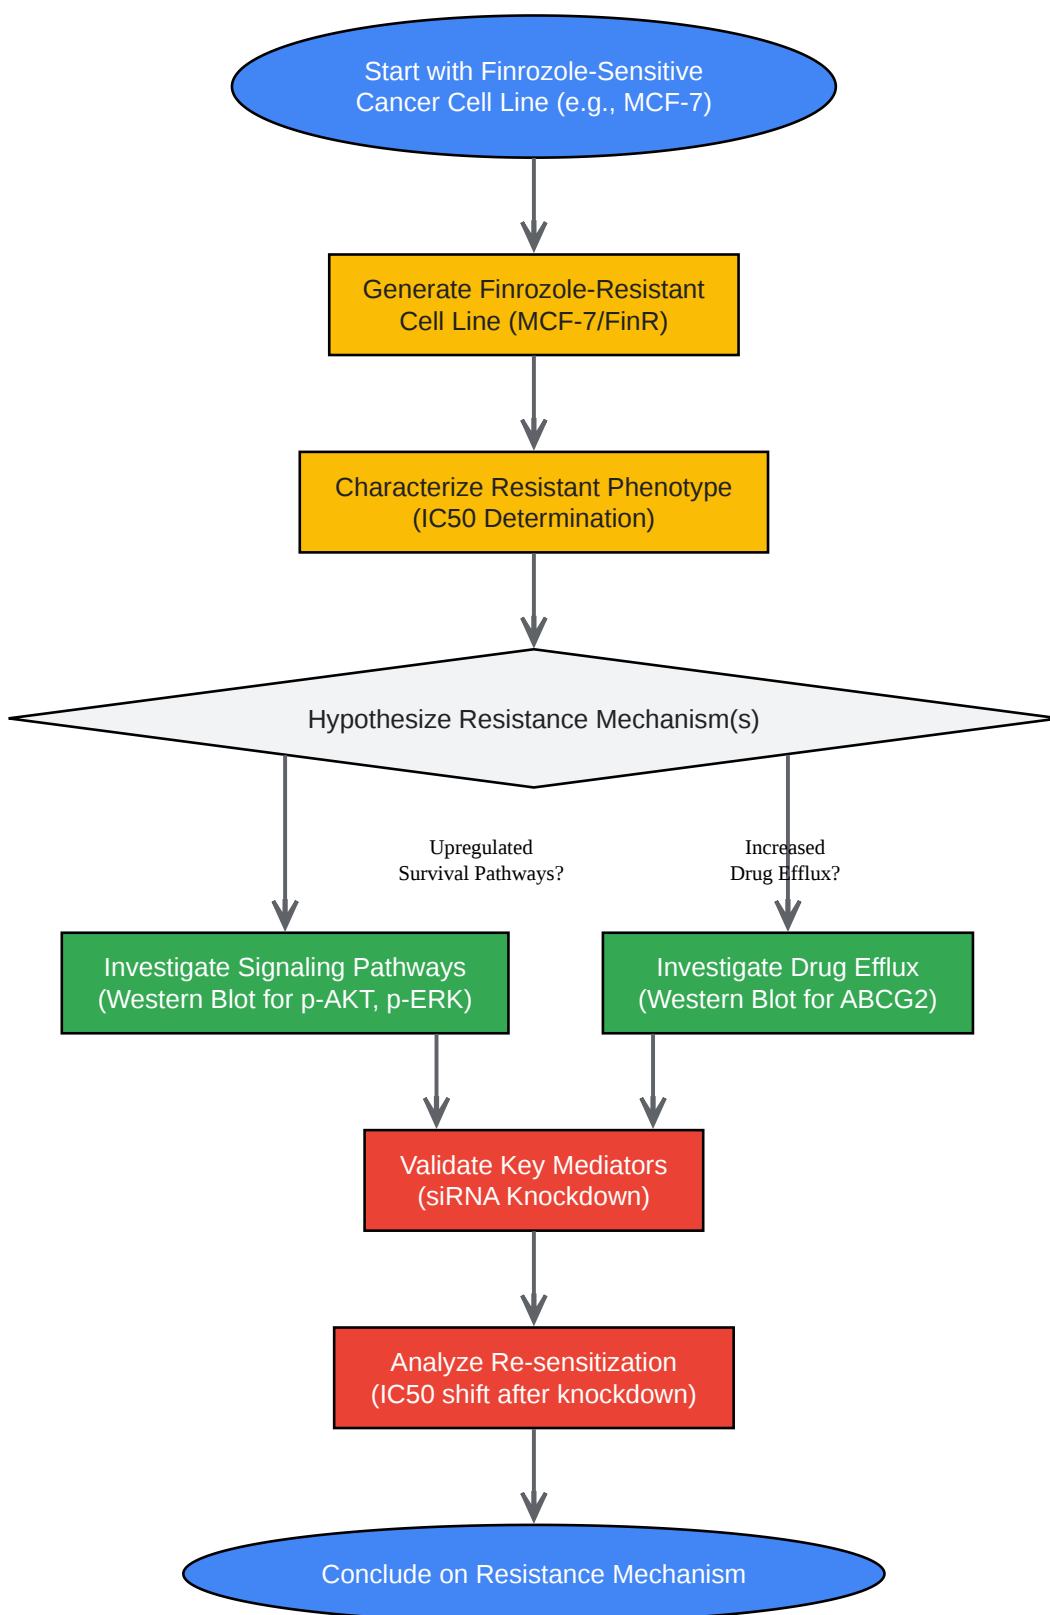 Start with Finrozole-Sensitive
Cancer Cell Line (e.g., MCF-7)
Generate Finrozole-Resistant
Cell Line (MCF-7/FinR)
Characterize Resistant Phenotype
(IC50 Determination)
Hypothesize Resistance Mechanism(s)
Upregulated
Survival Pathways?
Increased
Drug Efflux?
Investigate Signaling Pathways
(Western Blot for p-AKT, p-ERK)
Investigate Drug Efflux
(Western Blot for ABCG2)
Validate Key Mediators
(siRNA Knockdown)
Analyze Re-sensitization
(IC50 shift after knockdown)
Conclude on Resistance Mechanism